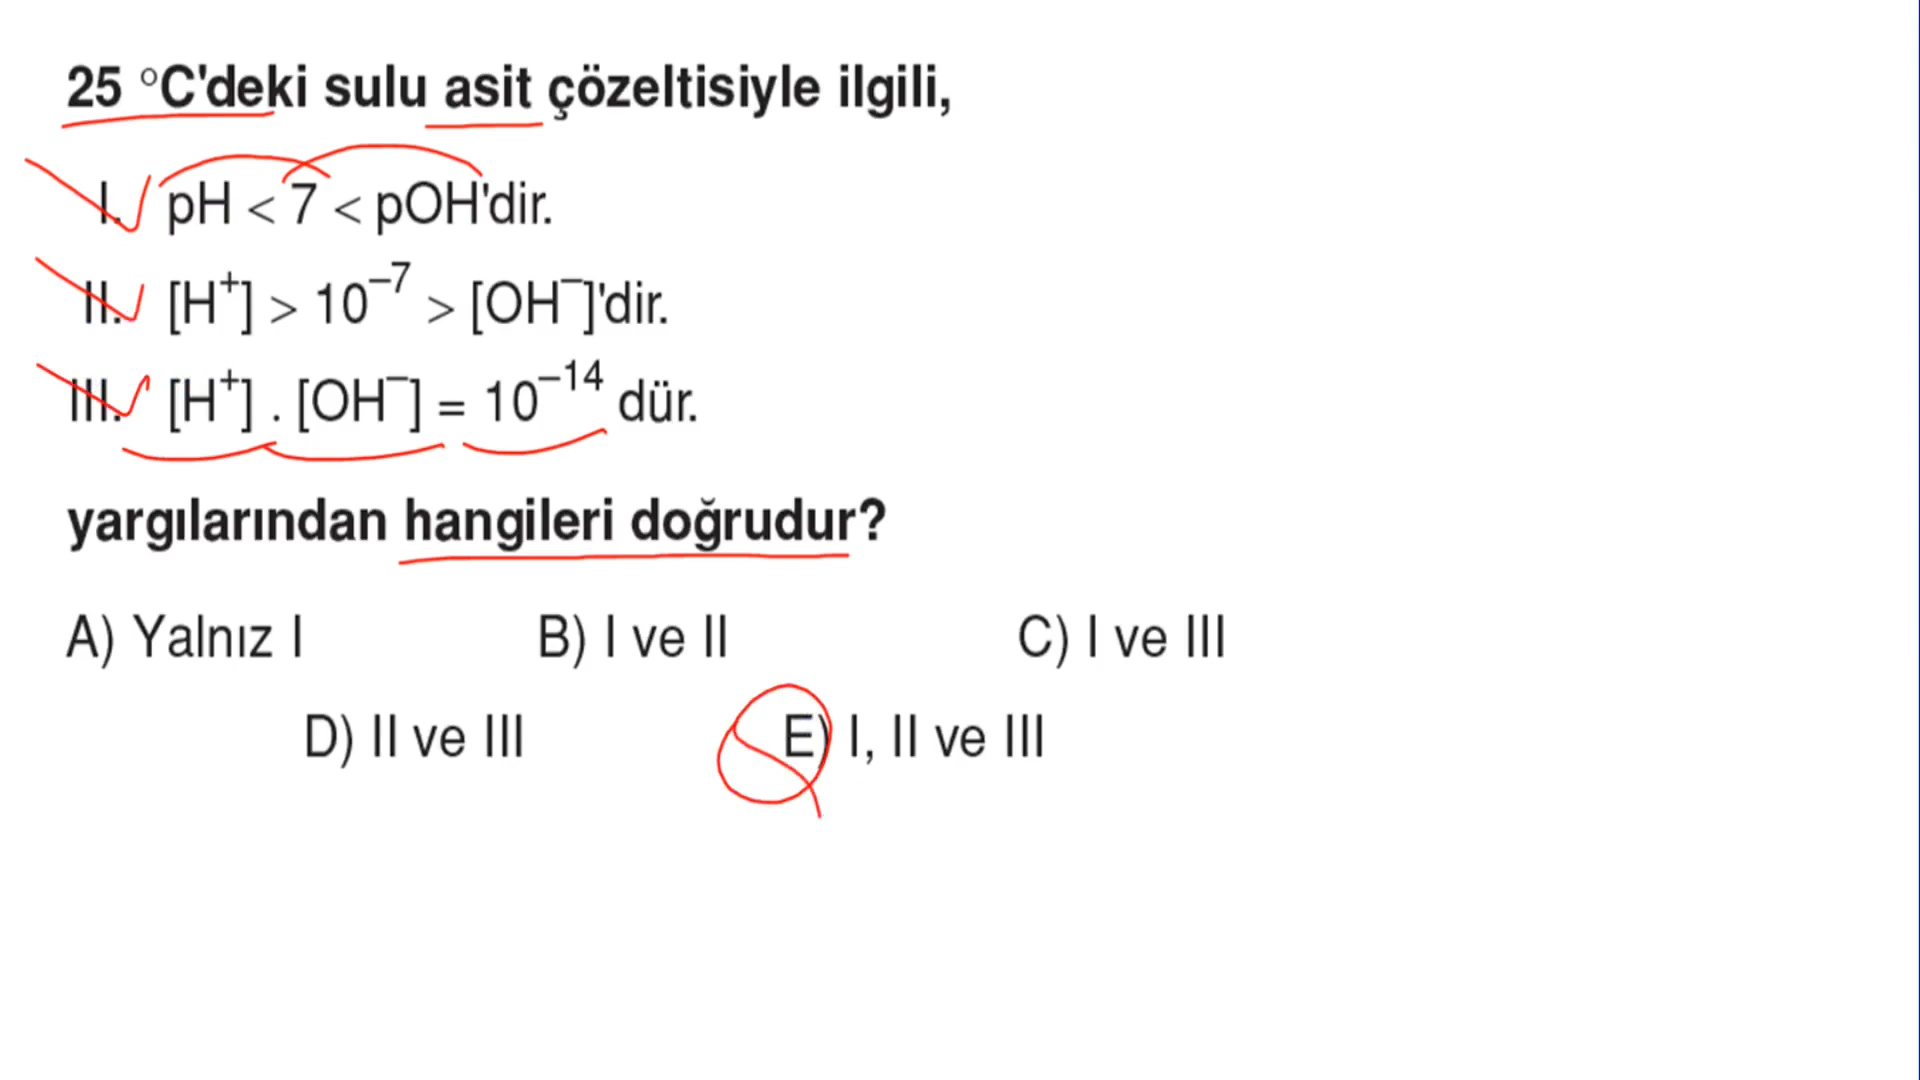 25 °C'deki sulu asit çözeltisiyle ilgili,
I. pH < 7 < pOH'dir.
II. [H⁺] > 10⁻⁷ > [OH⁻]'dir.
III. [H⁺] . [OH⁻] = 10⁻¹⁴ dür.
yargılarından hangileri doğrudur?
A) Yalnız I B) I ve II C) I ve III
D) II ve III E) I, II ve III